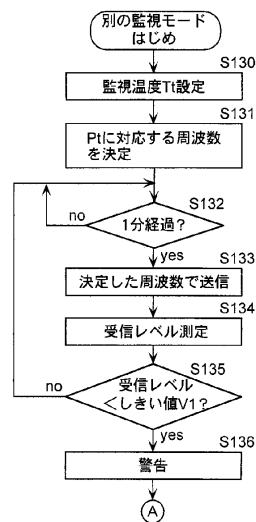 別の監視モード
はじめ
S130
監視温度Tt設定
S131
Ptに対応する周波数
を決定
S132
no
1分経過?
yes
S133
決定した周波数で送信
S134
受信レベル測定
S135
no
受信レベル
<しきい値V1?
yes
S136
警告
A